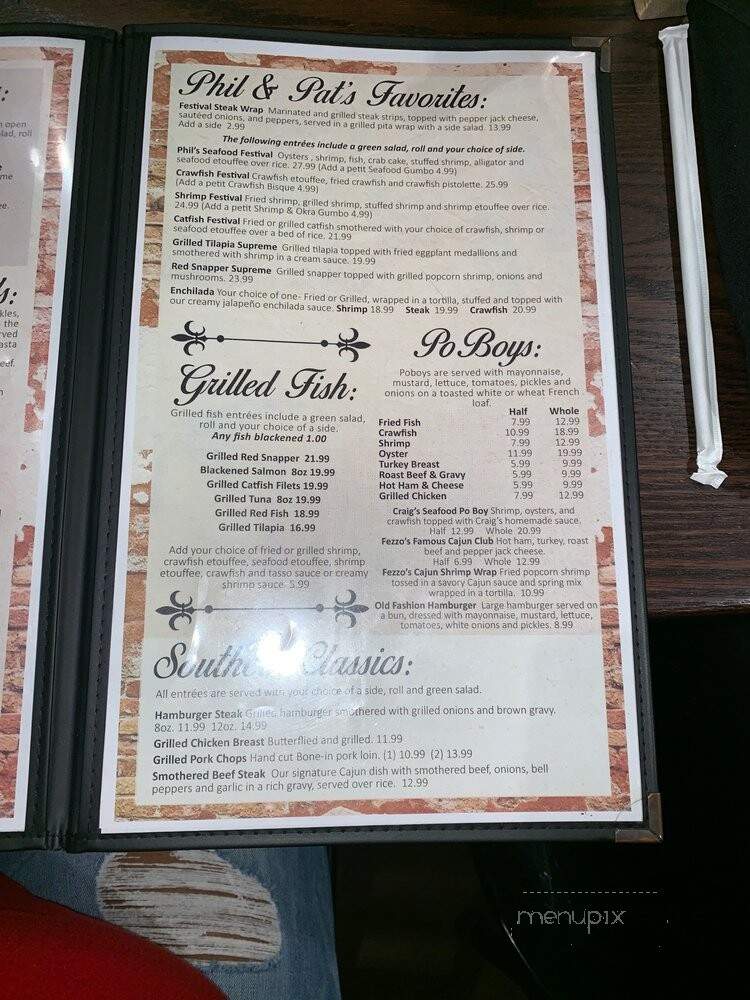 :
open
lad, roll
me
e.
s:
kles,
the
rved
asta
eef.
n
Phil & Pat's Favorites:
Festival Steak Wrap Marinated and grilled steak strips, topped with pepper jack cheese,
sautéed onions, and peppers, served in a grilled pita wrap with a side salad 13.99
Add a side 2.99
The following entrées include a green salad, roll and your choice of side.
Phil's Seafood Festival Oysters , shrimp, fish, crab cake, stuffed shrimp, alligator and
seafood etouffee over rice. 27.99 (Add a petit Seafood Gumbo 4.99)
Crawfish Festival Crawfish etouffee, fried crawfish and crawfish pistolette. 25.99
(Add a petit Crawfish Bisque 4.99)
Shrimp Festival Fried shrimp, grilled shrimp, stuffed shrimp and shrimp etouffee over rice.
24.99 (Add a petit Shrimp & Okra Gumbo 4.99)
Catfish Festival Fried or grilled catfish smothered with your choice of crawfish, shrimp or
seafood etouffee over a bed of rice. 21.99
Grilled Tilapia Supreme Grilled tilapia topped with fried eggplant medallions and
smothered with shrimp in a cream sauce. 19.99
Red Snapper Supreme Grilled snapper topped with grilled popcorn shrimp, onions and
mushrooms. 23.99
Enchilada Your choice of one- Fried or Grilled, wrapped in a tortilla, stuffed and topped with
our creamy jalapeño enchilada sauce. Shrimp 18.99 Steak 19.99 Crawfish 20.99
Grilled Fish:
Grilled fish entrées include a green salad,
roll and your choice of a side.
Any fish blackened 1.00
Grilled Red Snapper 21.99
Blackened Salmon 8oz 19.99
Grilled Catfish Filets 19.99
Grilled Tuna 8oz 19.99
Grilled Red Fish 18.99
Grilled Tilapia 16.99
Add your choice of fried or grilled shrimp,
crawfish etouffee, seafood etouffee, shrimp
etouffee, crawfish and tasso sauce or creamy
shrimp sauce 5.99
Po Boys:
Poboys are served with mayonnaise,
mustard, lettuce, tomatoes, pickles and
onions on a toasted white or wheat French
loaf.
Half Whole
Fried Fish 7.99 12.99
Crawfish 10.99 18.99
Shrimp 7.99 12.99
Oyster 11.99 19.99
Turkey Breast 5.99 9.99
Roast Beef & Gravy 5.99 9.99
Hot Ham & Cheese 5.99 9.99
Grilled Chicken 7.99 12.99
Craig's Seafood Po Boy Shrimp, oysters, and
crawfish topped with Craig's homemade sauce.
Half 12.99 Whole 20.99
Fezzo's Famous Cajun Club Hot ham, turkey, roast
beef and pepper jack cheese.
Half 6.99 Whole 12.99
Fezzo's Cajun Shrimp Wrap Fried popcorn shrimp
tossed in a savory Cajun sauce and spring mix
wrapped in a tortilla. 10.99
Old Fashion Hamburger Large hamburger served on
a bun, dressed with mayonnaise, mustard, lettuce,
tomatoes, white onions and pickles. 8.99
Southern Classics:
All entrées are served with your choice of a side, roll and green salad.
Hamburger Steak Grilled hamburger smothered with grilled onions and brown gravy.
8oz. 11.99 12oz. 14.99
Grilled Chicken Breast Butterflied and grilled. 11.99
Grilled Pork Chops Hand cut Bone-in pork loin. (1) 10.99 (2) 13.99
Smothered Beef Steak Our signature Cajun dish with smothered beef, onions, bell
peppers and garlic in a rich gravy, served over rice. 12.99
menupix